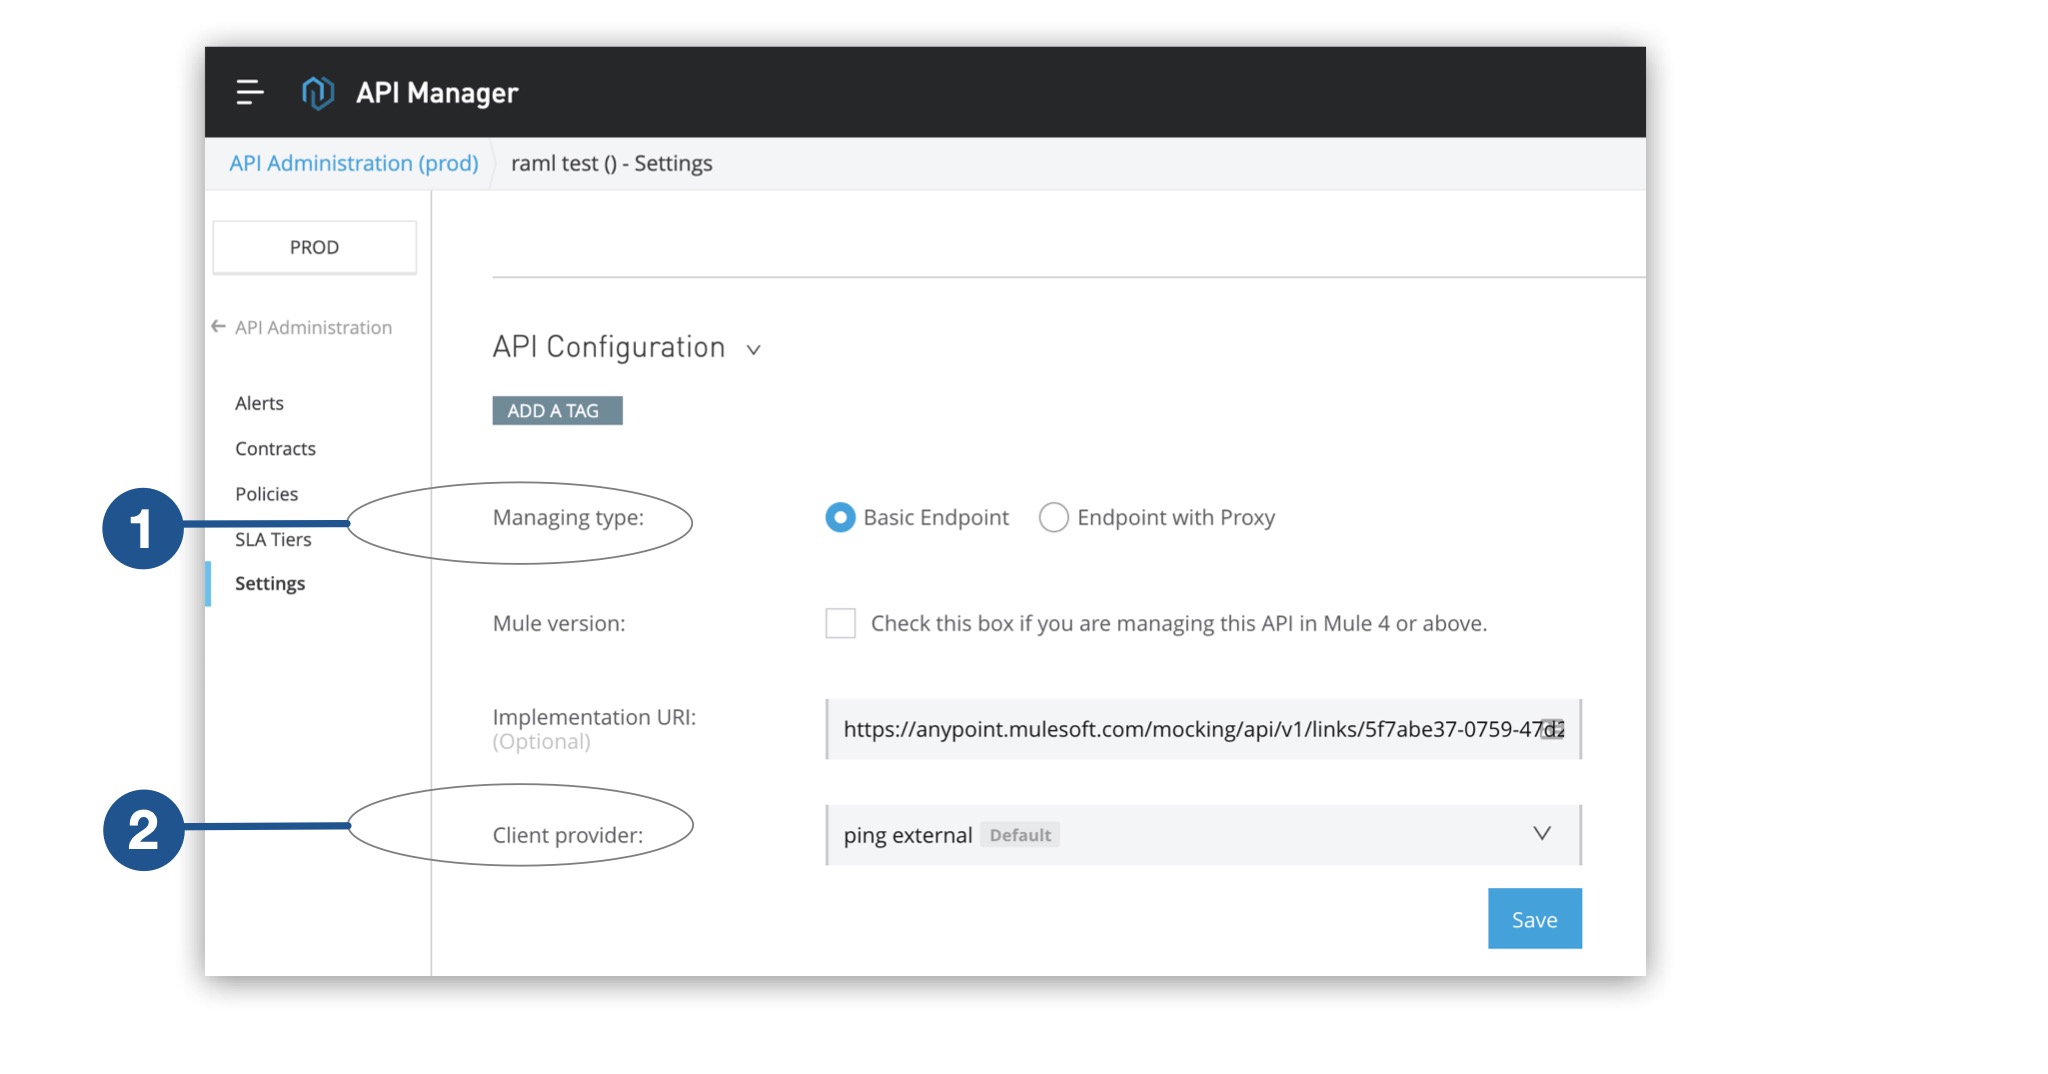 API Manager
API Administration (prod)
raml test () - Settings
PROD
API Administration
Alerts
Contracts
Policies
SLA Tiers
Settings
API Configuration
ADD A TAG
1
Managing type:
Basic Endpoint
Endpoint with Proxy
Mule version:
Check this box if you are managing this API in Mule 4 or above.
Implementation URI:
(Optional)
https://anypoint.mulesoft.com/mocking/api/v1/links/5f7abe37-0759-47d2
2
Client provider:
ping external Default
Save